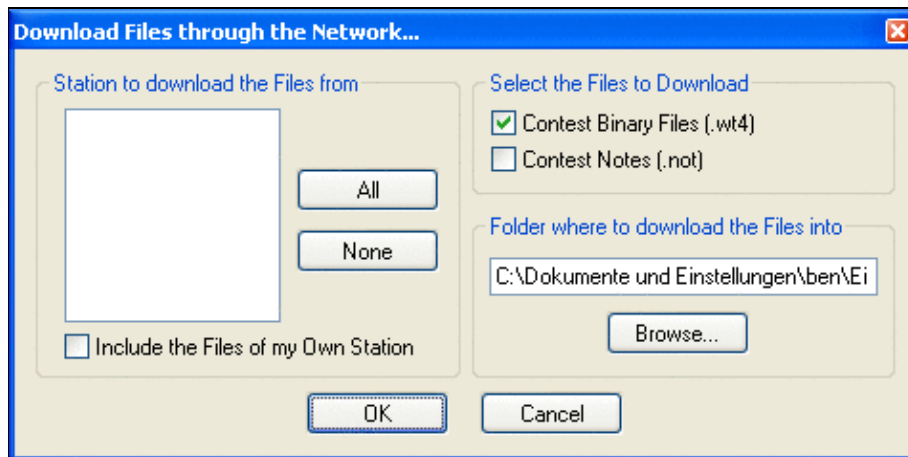 Download Files through the Network...
Station to download the Files from
All
None
Include the Files of my Own Station
Select the Files to Download
Contest Binary Files (.wt4)
Contest Notes (.not)
Folder where to download the Files into
C:\Dokumente und Einstellungen\ben\Ei
Browse...
OK
Cancel